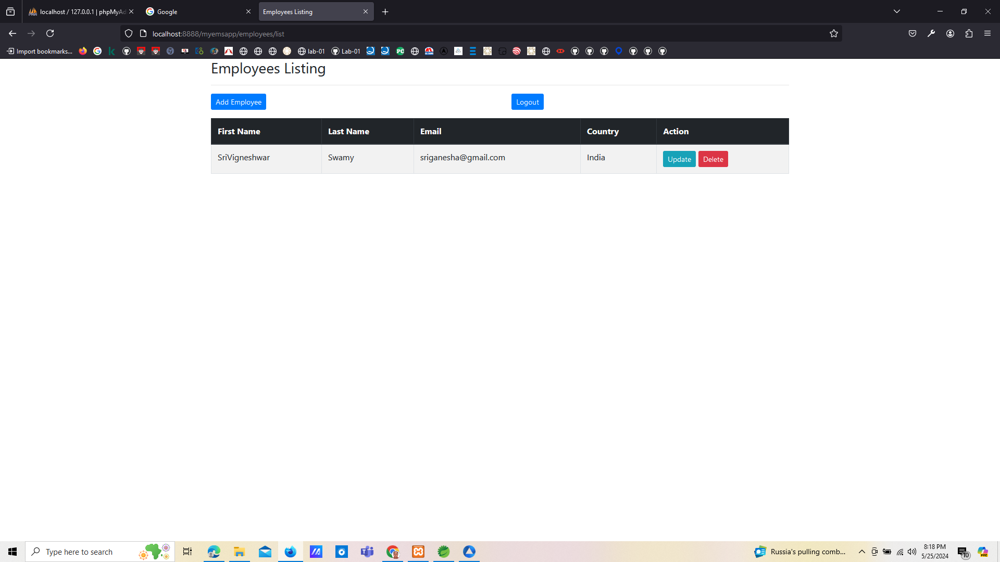 localhost / 127.0.0.1 | phpMyAd
Google
Employees Listing
localhost:8888/myemsapp/employees/list
Import bookmarks...
lab-01
Lab-01
PC
Employees Listing
Add Employee
Logout
First Name Last Name Email Country Action
SriVigneshwar Swamy sriganesha@gmail.com India Update Delete
Type here to search
Russia's pulling comb...
8:18 PM
5/25/2024
10
PRE